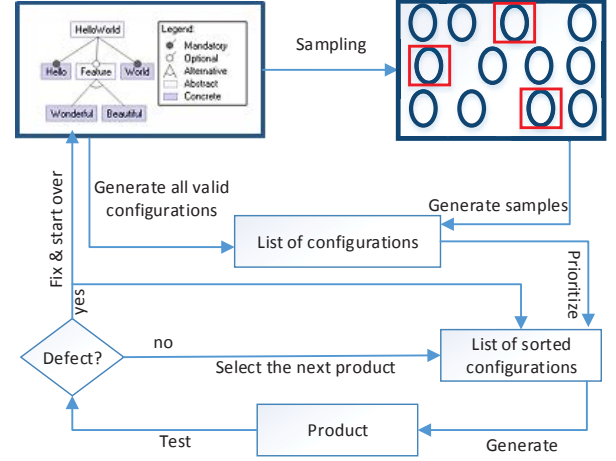 HelloWorld
Hello
Feature
World
Wonderful
Beautiful
Legend:
Mandatory
Optional
Alternative
Abstract
Concrete
Sampling
Generate all valid
configurations
Generate samples
List of configurations
Fix & start over
yes
Prioritize
Defect?
no
Select the next product
List of sorted
configurations
Test
Product
Generate